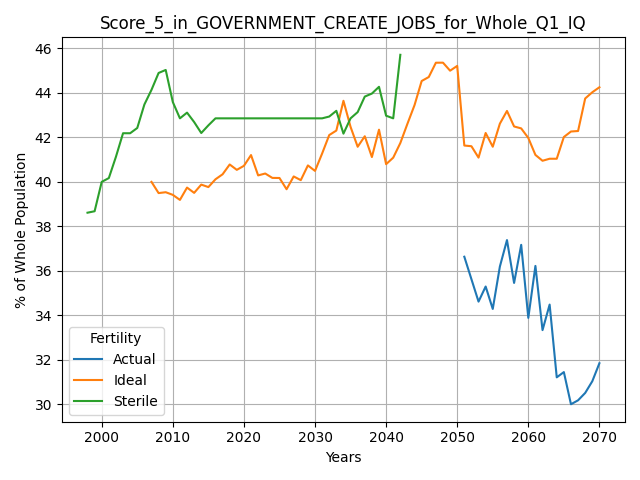 Score_5_in_GOVERNMENT_CREATE_JOBS_for_Whole_Q1_IQ
46
44
42
40
38
36
34
32
30
% of Whole Population
Fertility
Actual
Ideal
Sterile
2000 2010 2020 2030 2040 2050 2060 2070
Years